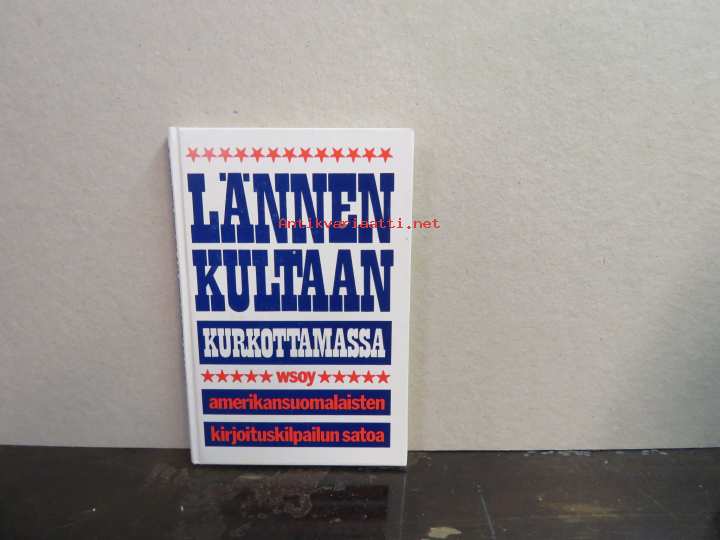 LÄNNEN
Antikvariaatti.net
KULTAAN
KURKOTTAMASSA
wsoy
amerikansuomalaisten
kirjoituskilpailun satoa